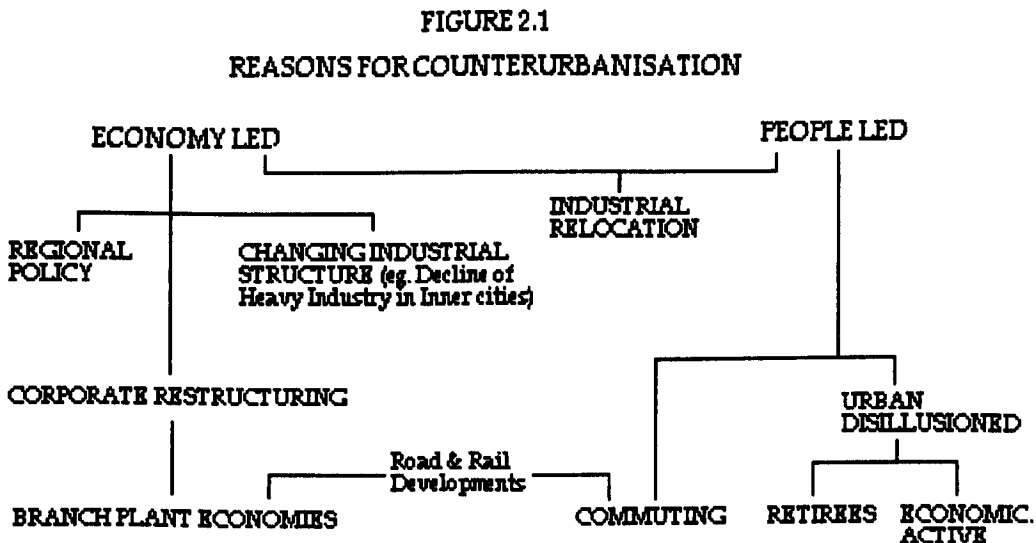 FIGURE 2.1
REASONS FOR COUNTERURBANISATION
ECONOMY LED
PEOPLE LED
INDUSTRIAL
RELOCATION
REGIONAL
POLICY
CHANGING INDUSTRIAL
STRUCTURE (eg. Decline of
Heavy Industry in Inner cities)
CORPORATE RESTRUCTURING
URBAN
DISILLUSIONED
Road & Rail
Developments
BRANCH PLANT ECONOMIES
COMMUTING
RETIREES
ECONOMIC.
ACTIVE